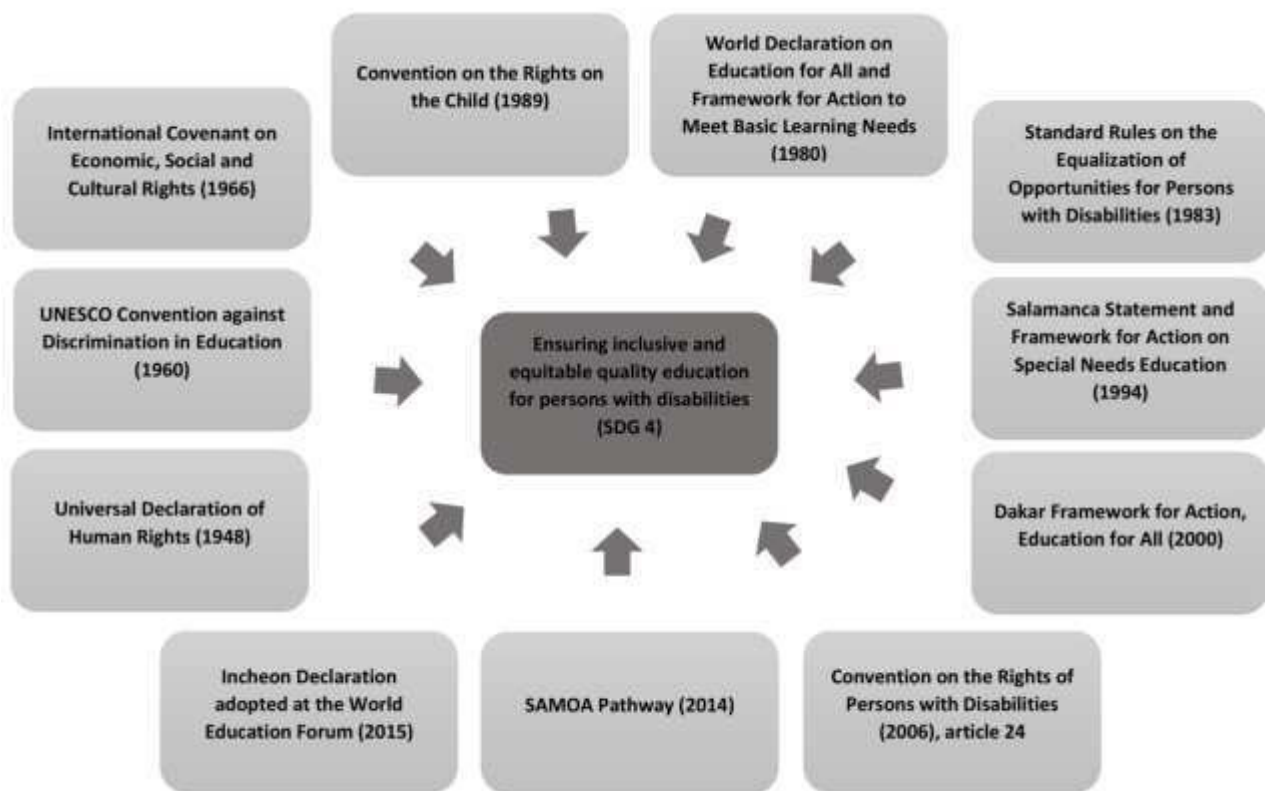 Convention on the Rights on
the Child (1989)
World Declaration on
Education for All and
Framework for Action to
Meet Basic Learning Needs
(1980)
International Covenant on
Economic, Social and
Cultural Rights (1966)
Standard Rules on the
Equalization of
Opportunities for Persons
with Disabilities (1983)
UNESCO Convention against
Discrimination in Education
(1960)
Ensuring inclusive and
equitable quality education
for persons with disabilities
(SDG 4)
Salamanca Statement and
Framework for Action on
Special Needs Education
(1994)
Universal Declaration of
Human Rights (1948)
Dakar Framework for Action,
Education for All (2000)
Incheon Declaration
adopted at the World
Education Forum (2015)
SAMOA Pathway (2014)
Convention on the Rights of
Persons with Disabilities
(2006), article 24